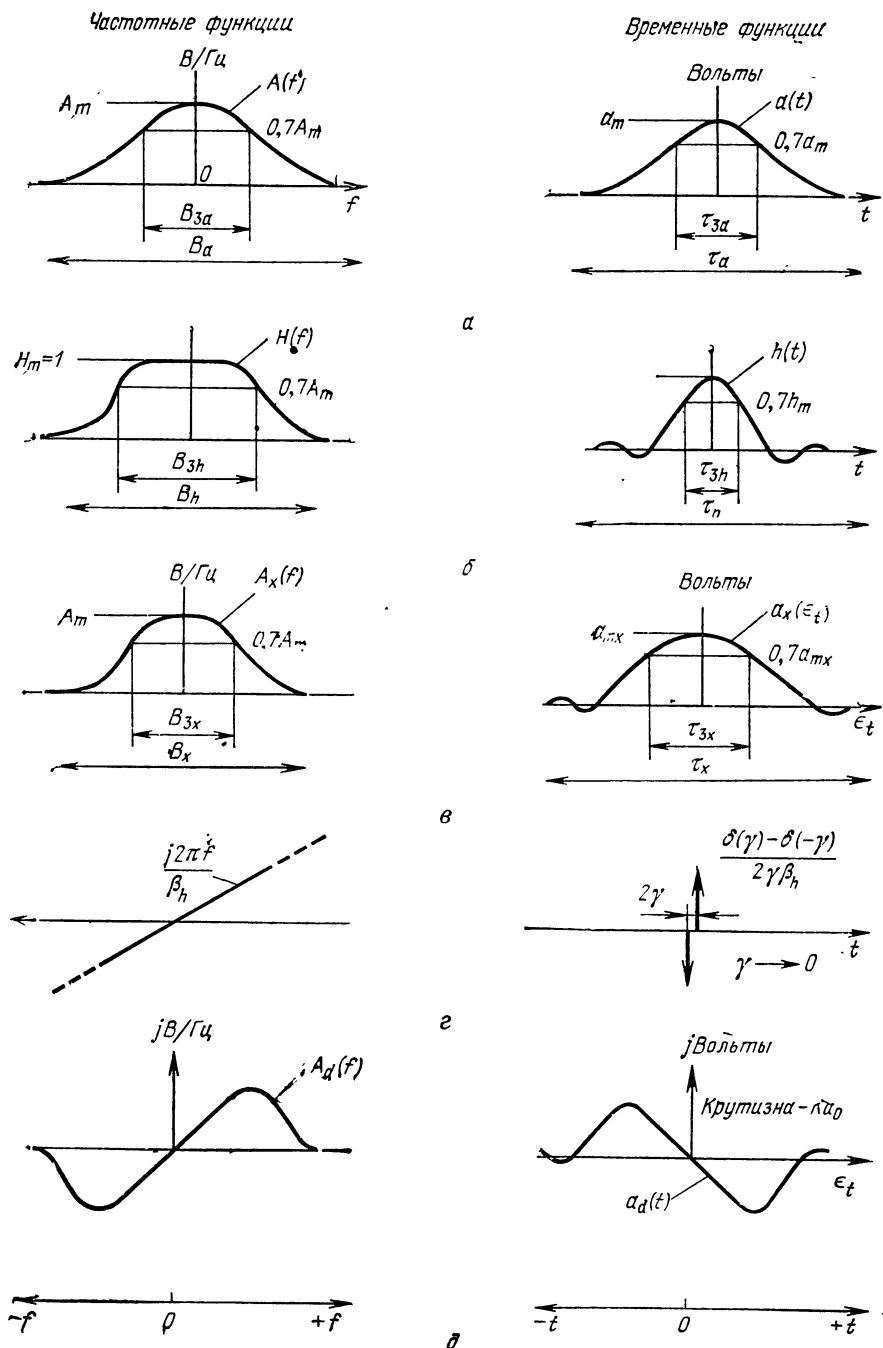 Частотные функции
Временные функции
В/Гц
A(f)
A_m
0,7A_m
0
f
B_3a
B_a
Вольты
a(t)
a_m
0,7a_m
t
τ_3a
τ_a
а
H_m=1
H(f)
0,7A_m
f
B_3h
B_h
h(t)
0,7h_m
t
τ_3h
τ_n
б
В/Гц
A_x(f)
A_m
0,7A_m
B_3x
B_x
Вольты
a_x(ϵ_t)
a_mx
0,7a_mx
ϵ_t
τ_3x
τ_x
в
j2πf
β_h
δ(γ)−δ(−γ)
2γβ_h
2γ
γ → 0
t
г
jВ/Гц
A_d(f)
jВольты
Крутизна−
a_d(t)
ϵ_t
−f 0 +f
−t 0 +t
д